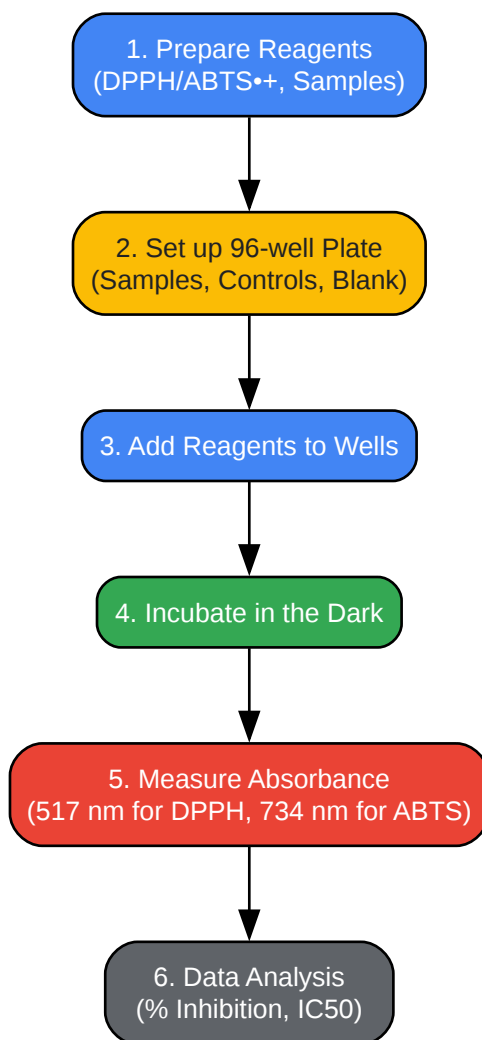 1. Prepare Reagents
(DPPH/ABTS•+, Samples)
2. Set up 96-well Plate
(Samples, Controls, Blank)
3. Add Reagents to Wells
4. Incubate in the Dark
5. Measure Absorbance
(517 nm for DPPH, 734 nm for ABTS)
6. Data Analysis
(% Inhibition, IC50)